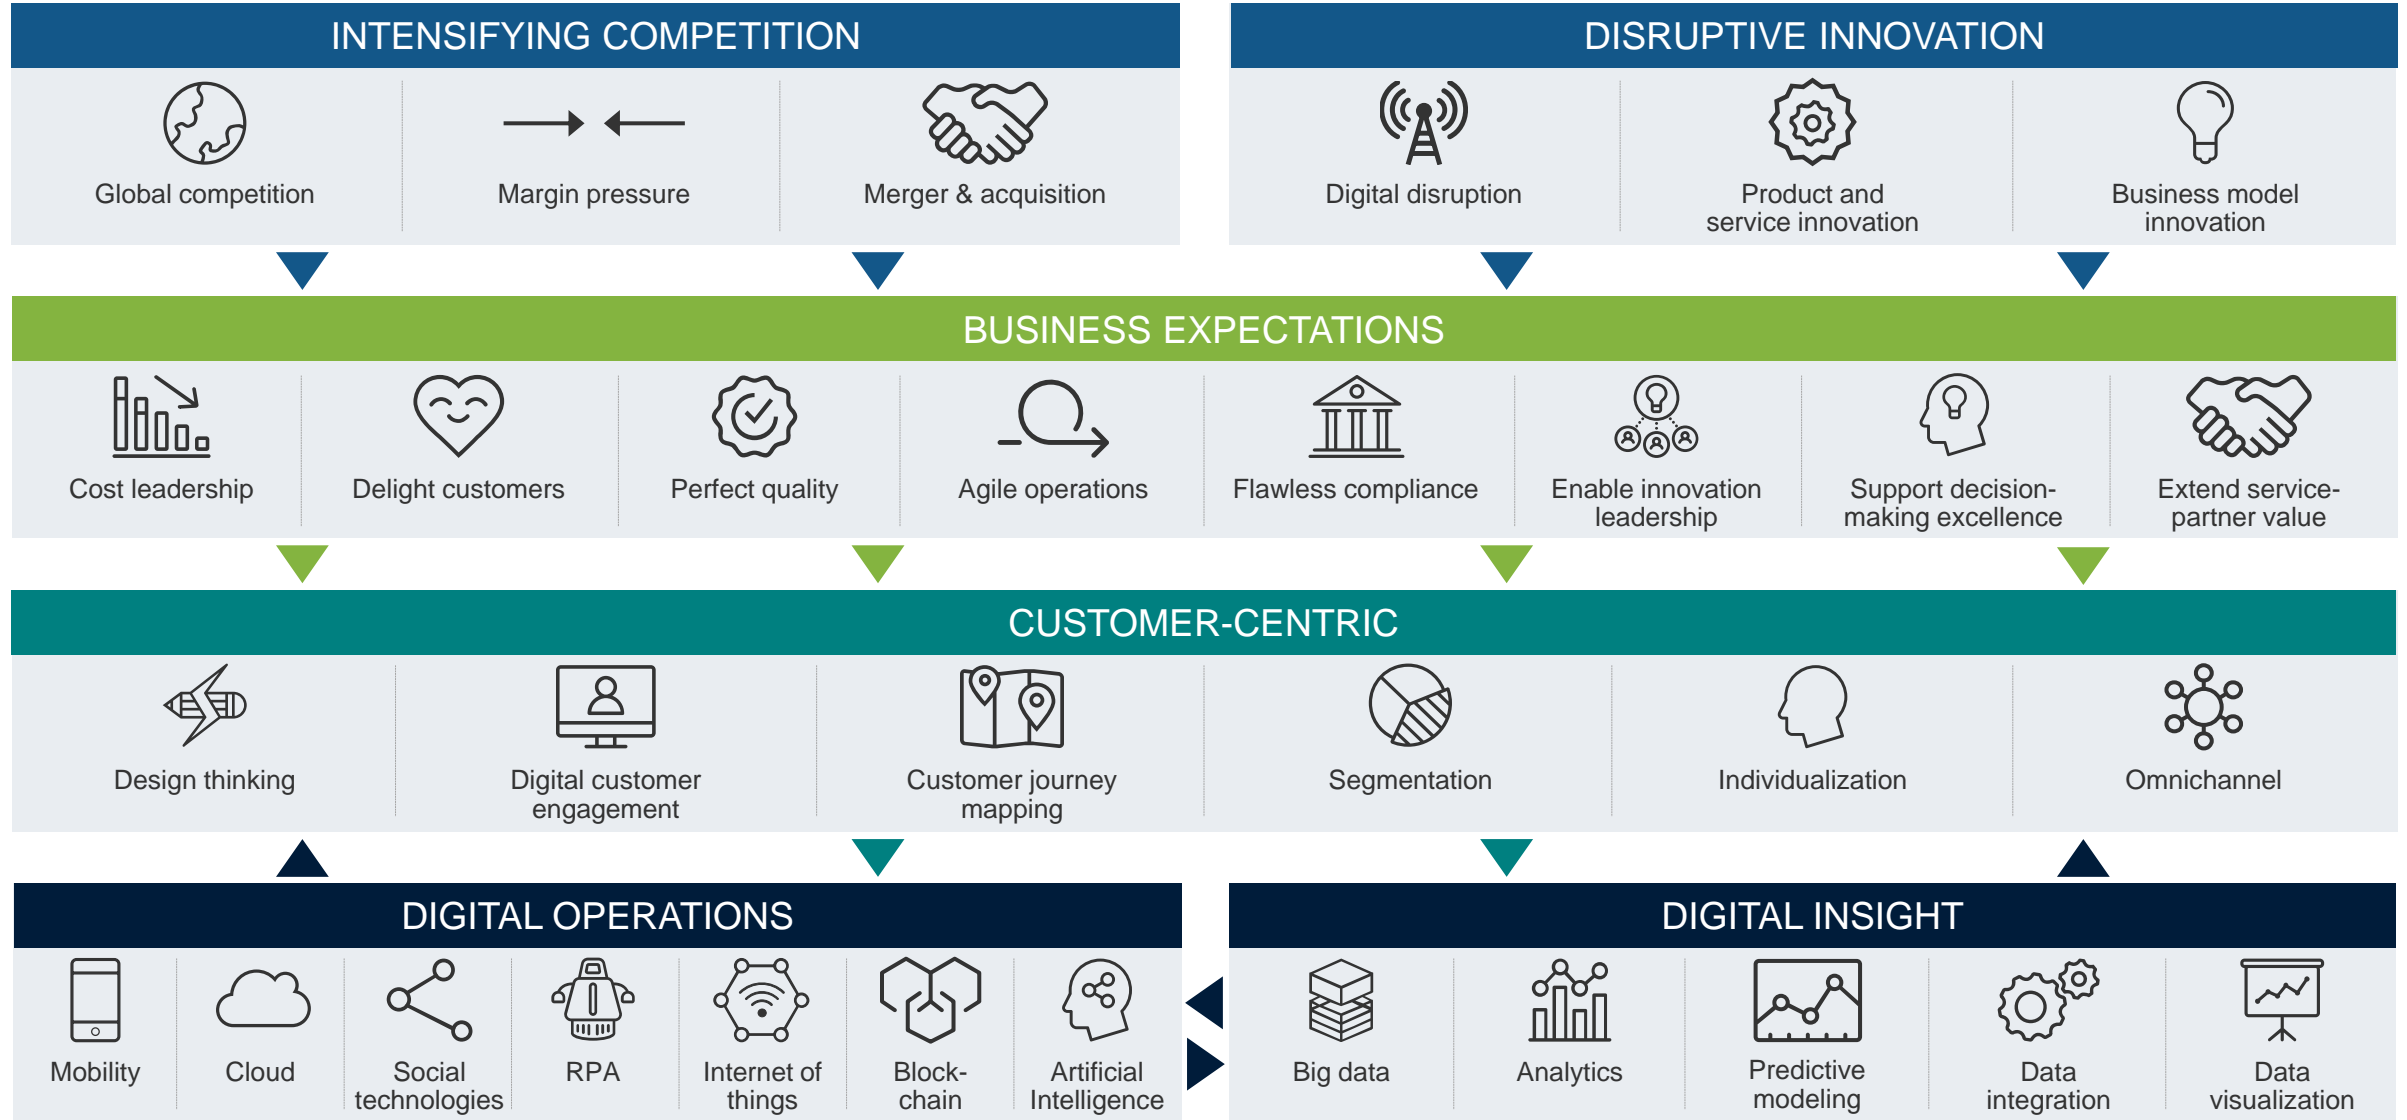 INTENSIFYING COMPETITION
Global competition
Margin pressure
Merger & acquisition
DISRUPTIVE INNOVATION
Digital disruption
Product and
service innovation
Business model
innovation
BUSINESS EXPECTATIONS
Cost leadership
Delight customers
Perfect quality
Agile operations
Flawless compliance
Enable innovation
leadership
Support decision-
making excellence
Extend service-
partner value
CUSTOMER-CENTRIC
Design thinking
Digital customer
engagement
Customer journey
mapping
Segmentation
Individualization
Omnichannel
DIGITAL OPERATIONS
Mobility
Cloud
Social
technologies
RPA
Internet of
things
Block-
chain
Artificial
Intelligence
DIGITAL INSIGHT
Big data
Analytics
Predictive
modeling
Data
integration
Data
visualization